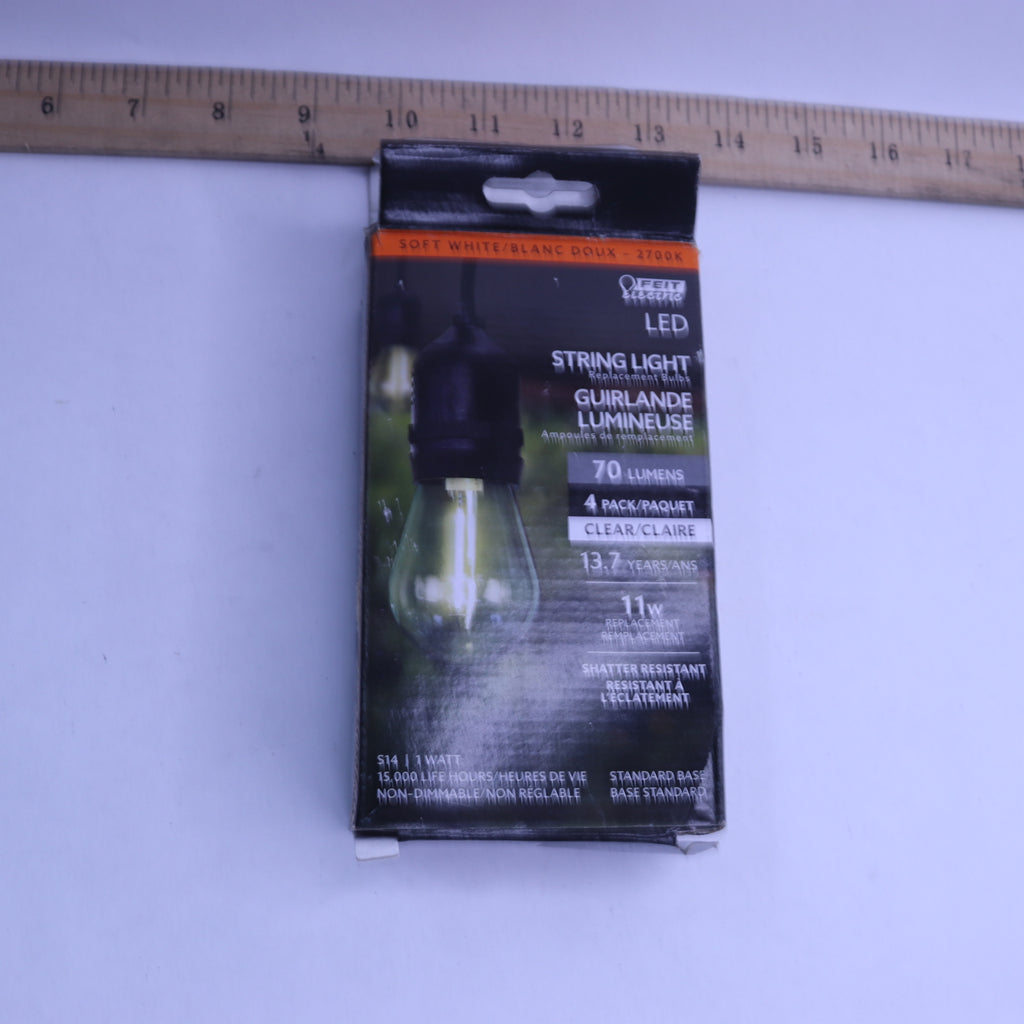 6 7 8 9 10 11 12 13 14 15 16 17
1/4
SOFT WHITE/BLANC DOUX - 2700K
FEIT
electric
LED
STRING LIGHT
Replacement Bulbs
GUIRLANDE
LUMINEUSE
Ampoules de remplacement
70 LUMENS
4 PACK/PAQUET
CLEAR/CLAIRE
13.7 YEARS/ANS
11W
REPLACEMENT
REMPLACEMENT
SHATTER RESISTANT
RESISTANT À
L'ÉCLATEMENT
S14 | 1 WATT
15,000 LIFE HOURS/HEURES DE VIE
NON-DIMMABLE/NON RÉGLABLE
STANDARD BASE
BASE STANDARD